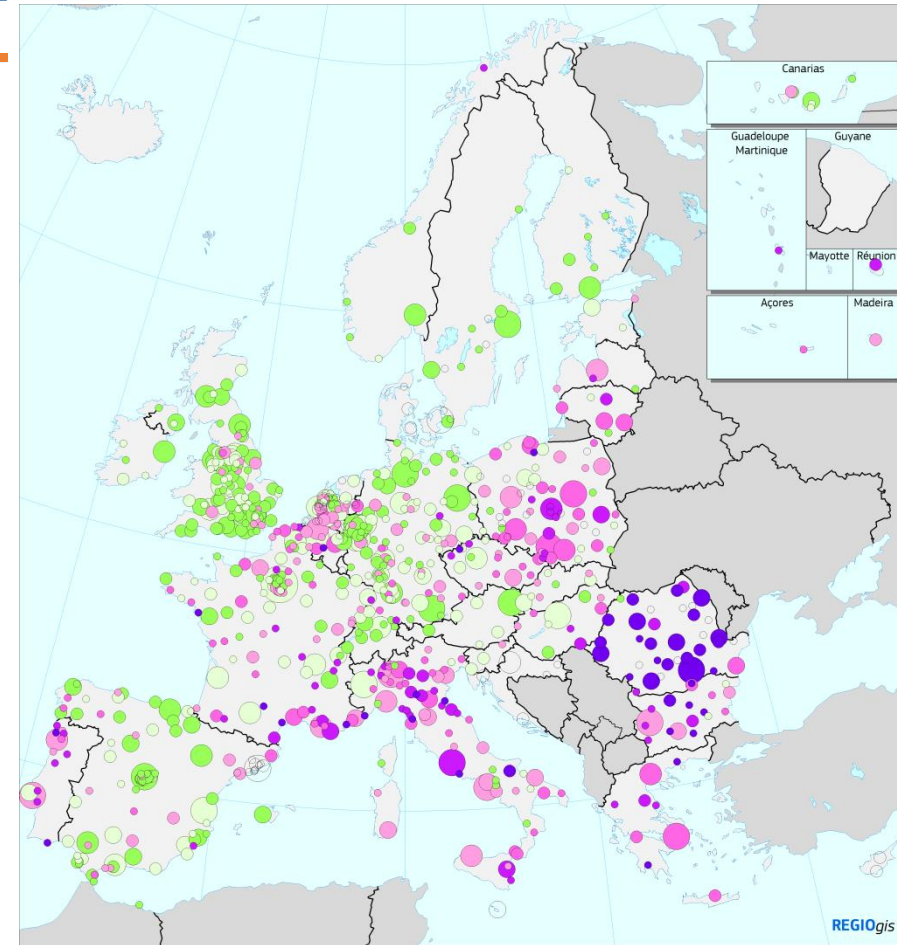 Canarias
Guadeloupe
Martinique
Guyane
Mayotte
Réunion
Açores
Madeira
REGIOgis